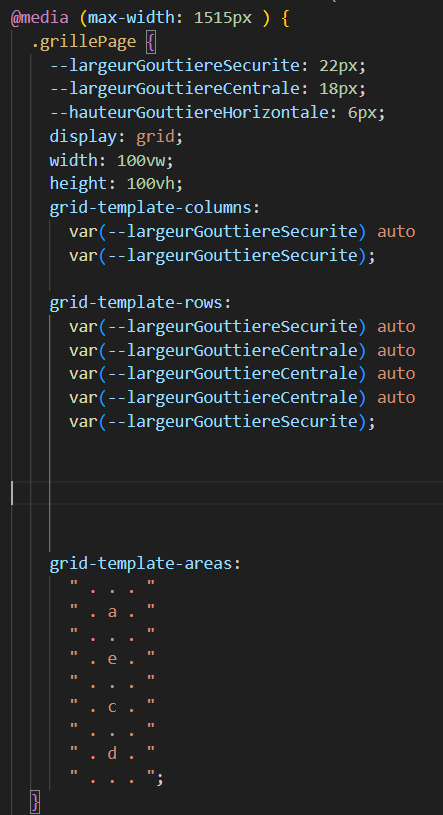 @media (max-width: 1515px ) {
.grillePage {
--largeurGouttiereSecurite: 22px;
--largeurGouttiereCentrale: 18px;
--hauteurGouttiereHorizontale: 6px;
display: grid;
width: 100vw;
height: 100vh;
grid-template-columns:
var(--largeurGouttiereSecurite) auto
var(--largeurGouttiereSecurite);
grid-template-rows:
var(--largeurGouttiereSecurite) auto
var(--largeurGouttiereCentrale) auto
var(--largeurGouttiereCentrale) auto
var(--largeurGouttiereCentrale) auto
var(--largeurGouttiereSecurite);
grid-template-areas:
" . . . "
" . a . "
" . . . "
" . e . "
" . . . "
" . c . "
" . . . "
" . d . "
" . . . ";
}